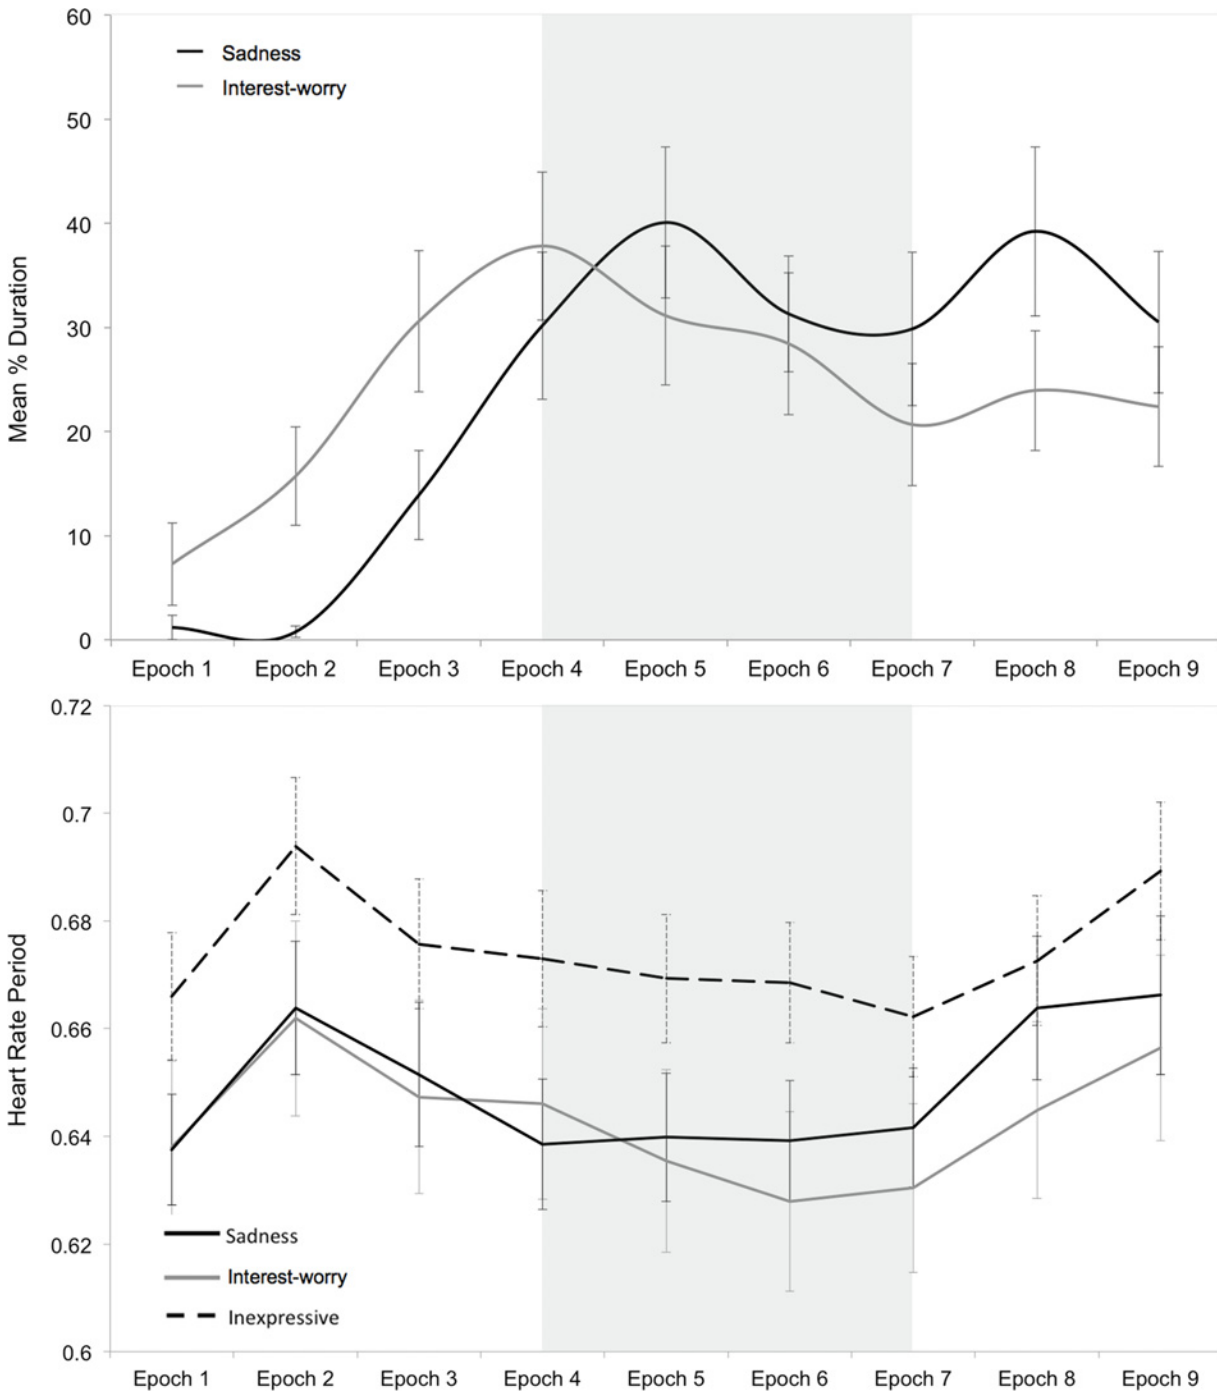 60
Sadness
Interest-worry
50
40
30
20
10
0
Mean % Duration
Epoch 1 Epoch 2 Epoch 3 Epoch 4 Epoch 5 Epoch 6 Epoch 7 Epoch 8 Epoch 9
0.72
0.7
0.68
0.66
0.64
0.62
0.6
Heart Rate Period
Sadness
Interest-worry
Inexpressive
Epoch 1 Epoch 2 Epoch 3 Epoch 4 Epoch 5 Epoch 6 Epoch 7 Epoch 8 Epoch 9